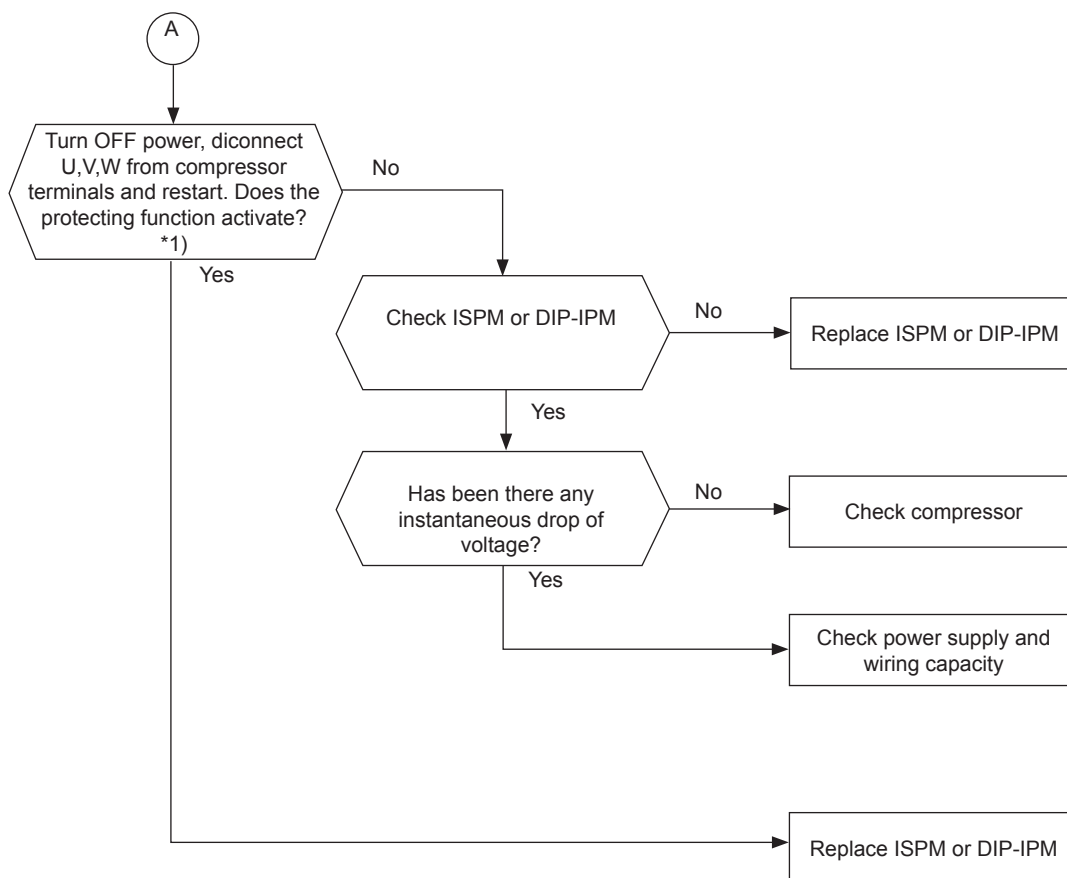 A
Turn OFF power, diconnect
U,V,W from compressor
terminals and restart. Does the
protecting function activate?
*1)
No
Yes
Check ISPM or DIP-IPM
No
Replace ISPM or DIP-IPM
Yes
Has been there any
instantaneous drop of
voltage?
No
Check compressor
Yes
Check power supply and
wiring capacity
Replace ISPM or DIP-IPM